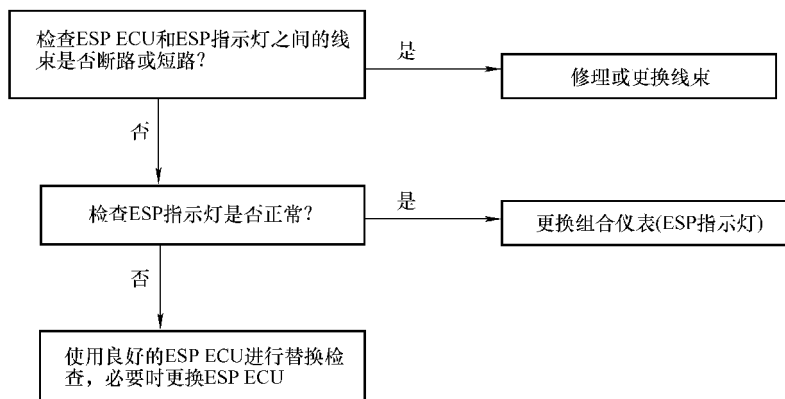 检查ESP ECU和ESP指示灯之间的线
束是否断路或短路？
是
修理或更换线束
否
检查ESP指示灯是否正常？
是
更换组合仪表(ESP指示灯)
否
使用良好的ESP ECU进行替换检
查，必要时更换ESP ECU